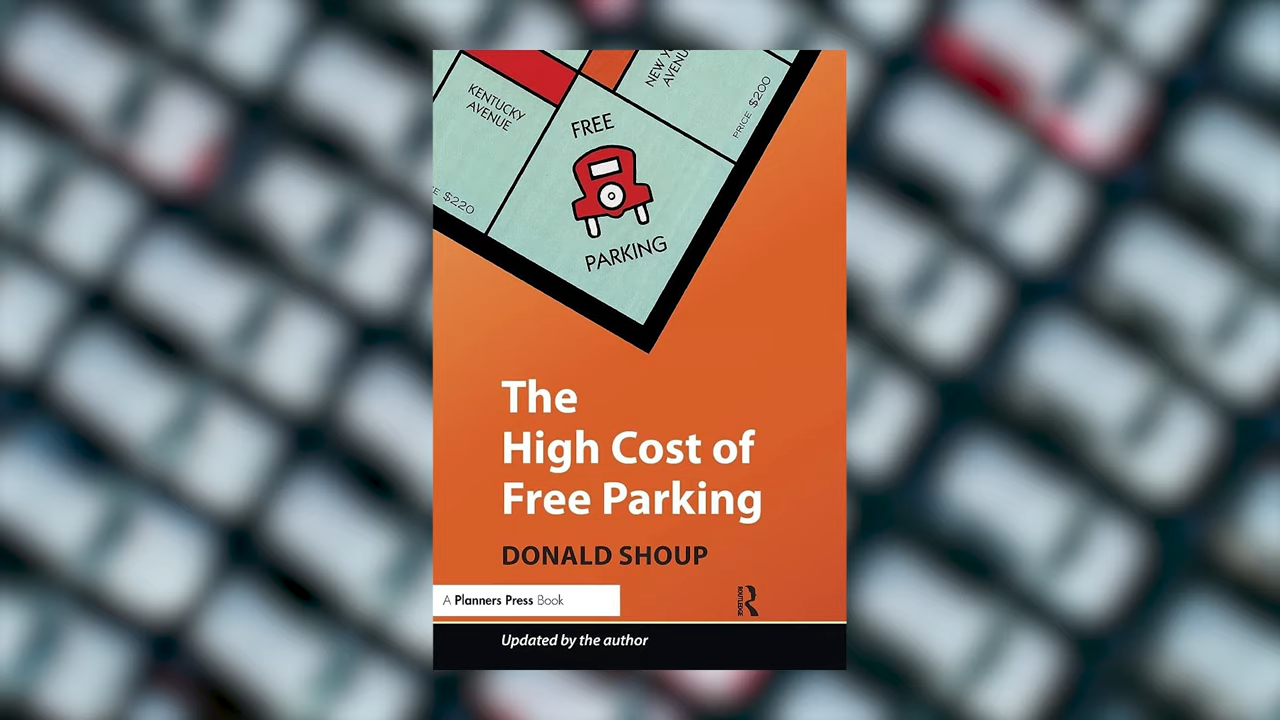 KENTUCKY
AVENUE
FREE
PARKING
NEW Y
AVENU
PRICE $200
E $220
The
High Cost of
Free Parking
DONALD SHOUP
A Planners Press Book
ROUTLEDGE
Updated by the author